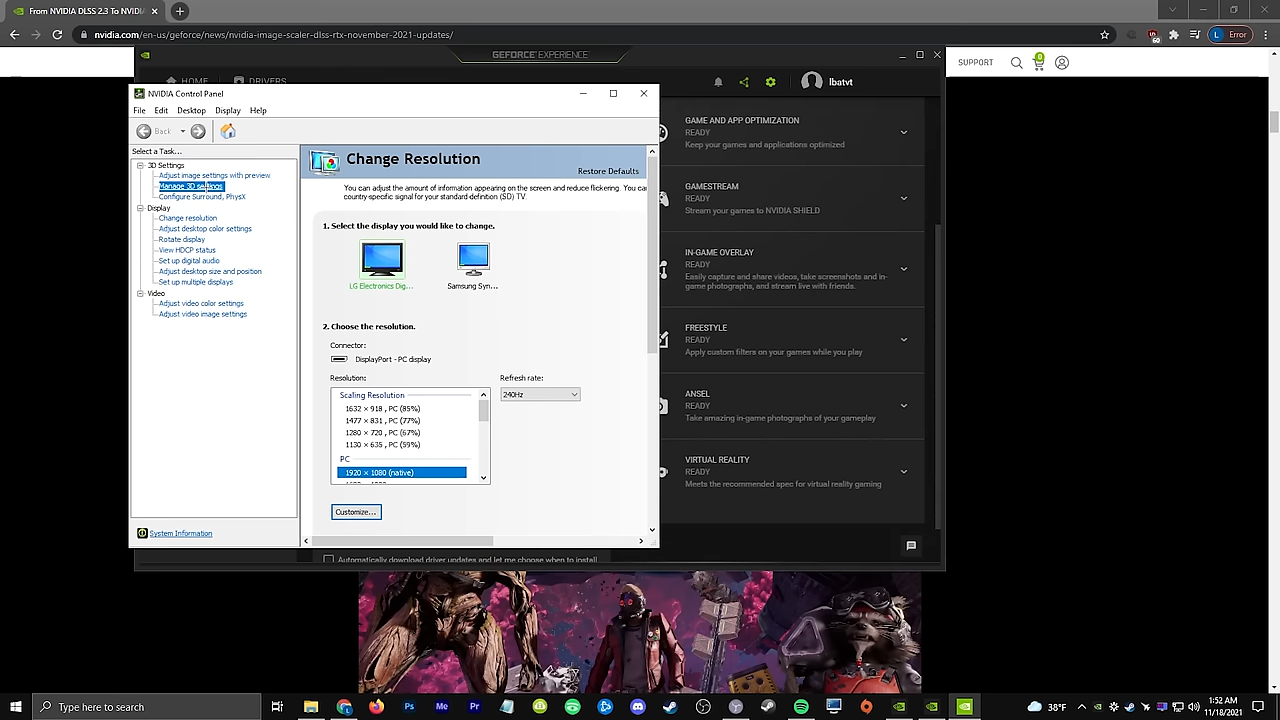 From NVIDIA DLSS 2.3 To NVIDIA
nvidia.com/en-us/geforce/news/nvidia-image-scaler-dlss-rtx-november-2021-updates/
60
L Error
GEFORCE EXPERIENCE
HOME
DRIVERS
lbatvt
SUPPORT
0
NVIDIA Control Panel
File Edit Desktop Display Help
Back
Select a Task...
3D Settings
Adjust image settings with preview
Manage 3D settings
Configure Surround, PhysX
Display
Change resolution
Adjust desktop color settings
Rotate display
View HDCP status
Set up digital audio
Adjust desktop size and position
Set up multiple displays
Video
Adjust video color settings
Adjust video image settings
System Information
Change Resolution
Restore Defaults
You can adjust the amount of information appearing on the screen and reduce flickering. You ca
country-specific signal for your standard-definition (SD) TV.
1. Select the display you would like to change.
LG Electronics Dig...
Samsung Syn...
2. Choose the resolution.
Connector:
DisplayPort - PC display
Resolution:
Refresh rate:
240Hz
Scaling Resolution
1632 × 918 , PC (85%)
1477 × 831 , PC (77%)
1280 × 720 , PC (67%)
1130 × 635 , PC (59%)
PC
1920 × 1080 (native)
Customize...
GAME AND APP OPTIMIZATION
READY
Keep your games and applications optimized
GAMESTREAM
READY
Stream your games to NVIDIA SHIELD
IN-GAME OVERLAY
READY
Easily capture and share videos, take screenshots and in-
game photographs, and stream live with friends.
FREESTYLE
READY
Apply custom filters on your games while you play
ANSEL
READY
Take amazing in-game photographs of your gameplay
VIRTUAL REALITY
READY
Meets the recommended spec for virtual reality gaming
Automatically download driver updates and let me choose when to install.
Type here to search
Ps
Me
Pr
38°F
1:52 AM
11/18/2021